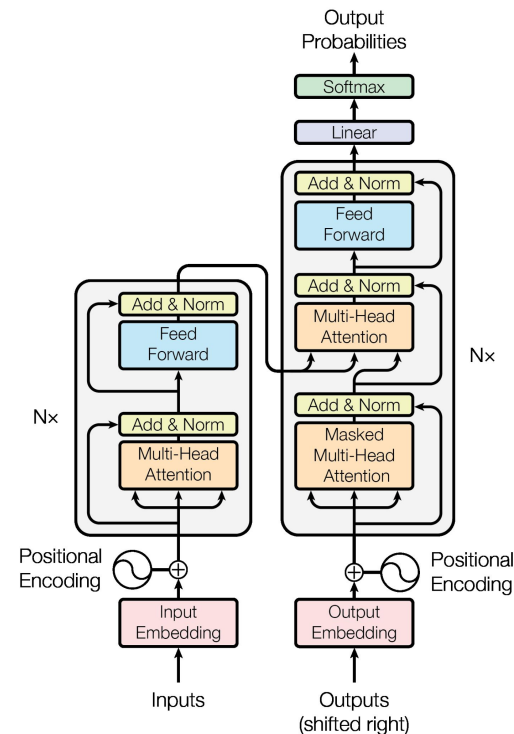 Output
Probabilities
Softmax
Linear
Add & Norm
Feed
Forward
Add & Norm
Multi-Head
Attention
Add & Norm
Masked
Multi-Head
Attention
Nx
Add & Norm
Feed
Forward
Add & Norm
Multi-Head
Attention
N×
Positional
Encoding
Positional
Encoding
Input
Embedding
Output
Embedding
Inputs
Outputs
(shifted right)